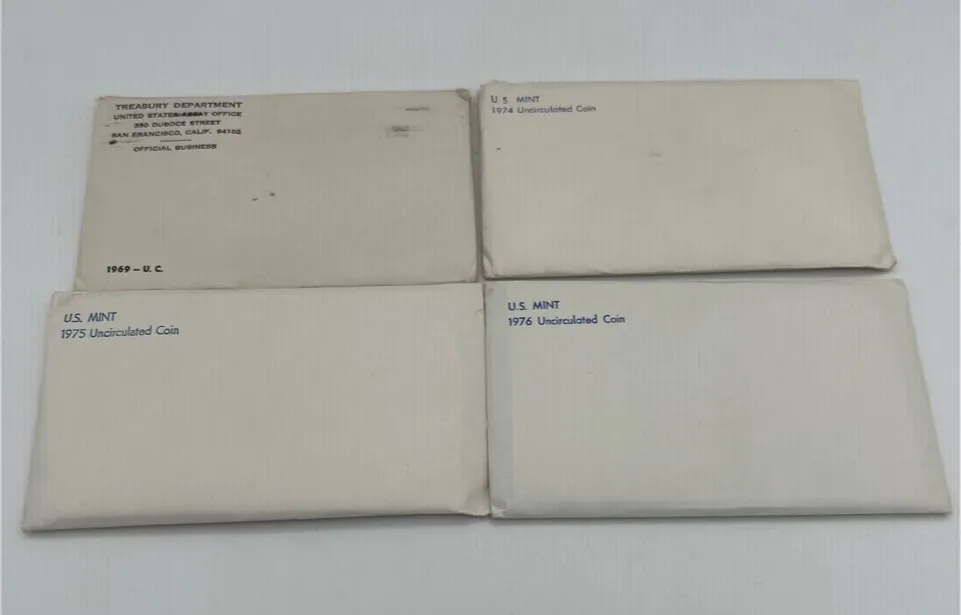 TREASURY DEPARTMENT
UNITED STATES ASSAY OFFICE
350 DUBOCE STREET
SAN FRANCISCO, CALIF. 94102
OFFICIAL BUSINESS
1969 – U. C.
U S MINT
1974 Uncirculated Coin
U.S. MINT
1975 Uncirculated Coin
U.S. MINT
1976 Uncirculated Coin